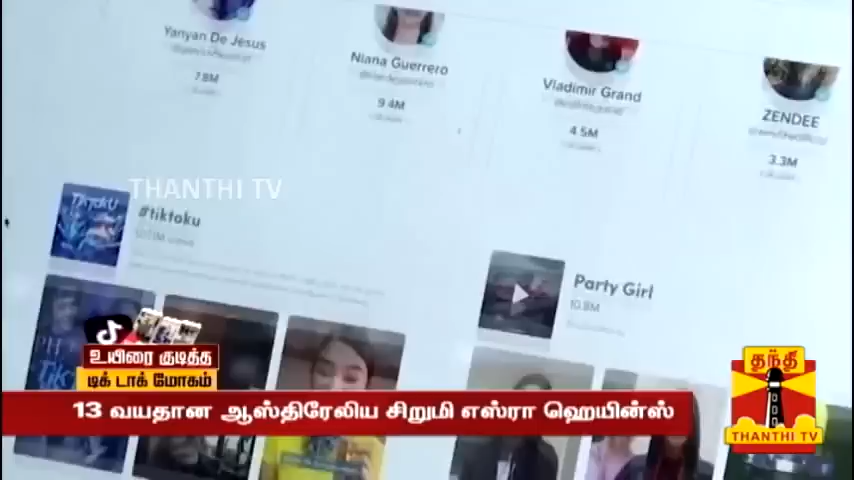 Yanyan De Jesus
7.8M
Niana Guerrero
9.4M
Vladimir Grand
4.5M
ZENDEE
3.3M
THANTHI TV
#tiktoku
Party Girl
10.8M
உயிரை குடித்த
டிக் டாக் மோகம்
13 வயதான ஆஸ்திரேலிய சிறுமி எஸ்ரா ஹெயின்ஸ்
தந்தி
THANTHI TV